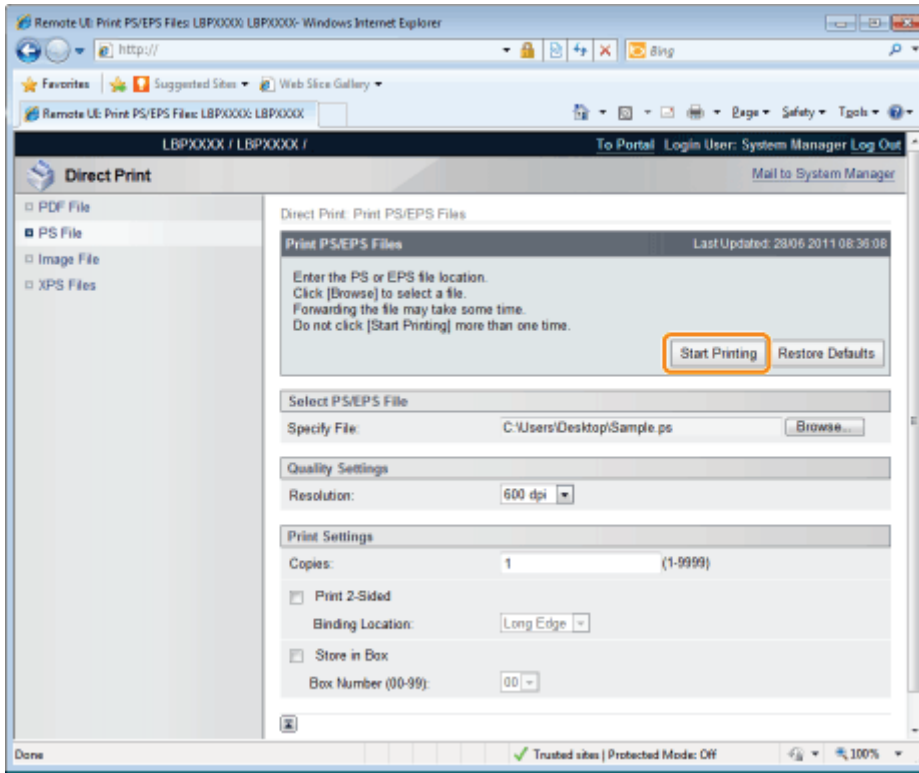 Remote UI: Print PS/EPS Files: LBPXXXX: LBPXXXX- Windows Internet Explorer
http://
Bing
Favorites Suggested Sites Web Slice Gallery
Remote UI: Print PS/EPS Files: LBPXXXX: LBPXXXX
Page Safety Tools
LBPXXXX / LBPXXXX /
To Portal Login User: System Manager Log Out
Direct Print
Mail to System Manager
PDF File
PS File
Image File
XPS Files
Direct Print: Print PS/EPS Files
Print PS/EPS Files
Last Updated: 28/06 2011 08:36:08
Enter the PS or EPS file location.
Click [Browse] to select a file.
Forwarding the file may take some time.
Do not click [Start Printing] more than one time.
Start Printing
Restore Defaults
Select PS/EPS File
Specify File: C:\Users\Desktop\Sample.ps Browse...
Quality Settings
Resolution: 600 dpi
Print Settings
Copies: 1 (1-9999)
Print 2-Sided
Binding Location: Long Edge
Store in Box
Box Number (00-99): 00
Done
Trusted sites | Protected Mode: Off
100%